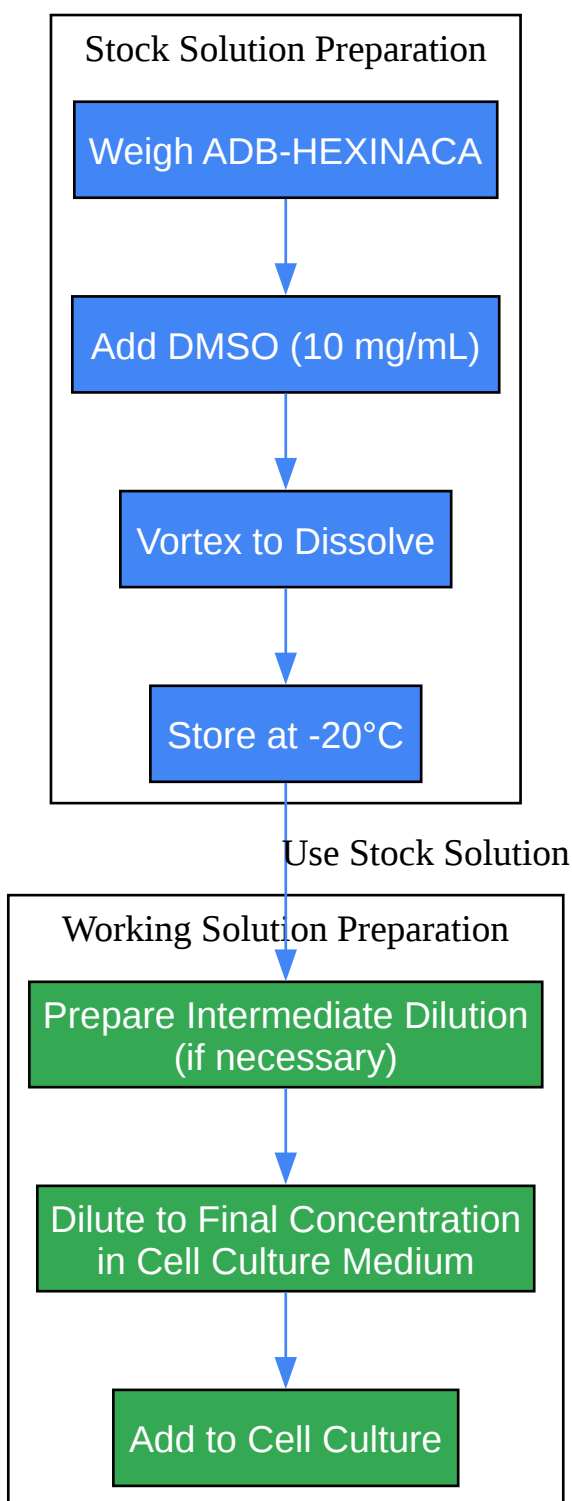 Stock Solution Preparation
Weigh ADB-HEXINACA
Add DMSO (10 mg/mL)
Vortex to Dissolve
Store at -20°C
Use Stock Solution
Working Solution Preparation
Prepare Intermediate Dilution
(if necessary)
Dilute to Final Concentration
in Cell Culture Medium
Add to Cell Culture